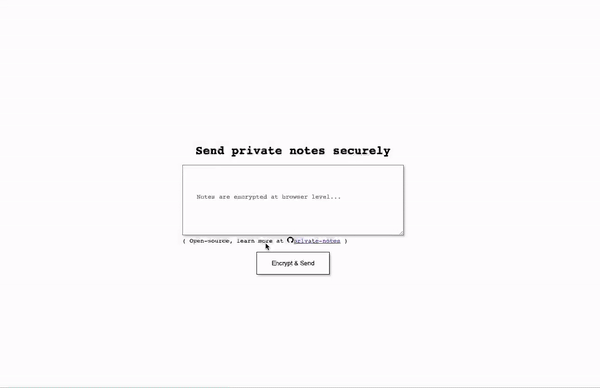 Send private notes securely
Notes are encrypted at browser level...
( Open-source, learn more at private-notes )
Encrypt & Send